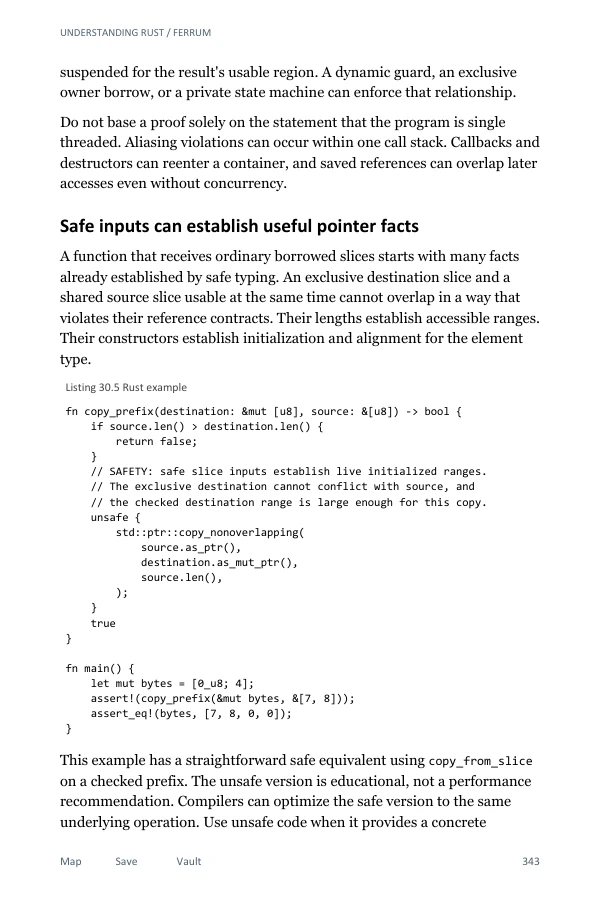 UNDERSTANDING RUST / FERRUM
suspended for the result's usable region. A dynamic guard, an exclusive
owner borrow, or a private state machine can enforce that relationship.
Do not base a proof solely on the statement that the program is single
threaded. Aliasing violations can occur within one call stack. Callbacks and
destructors can reenter a container, and saved references can overlap later
accesses even without concurrency.
Safe inputs can establish useful pointer facts
A function that receives ordinary borrowed slices starts with many facts
already established by safe typing. An exclusive destination slice and a
shared source slice usable at the same time cannot overlap in a way that
violates their reference contracts. Their lengths establish accessible ranges.
Their constructors establish initialization and alignment for the element
type.
Listing 30.5 Rust example
fn copy_prefix(destination: &mut [u8], source: &[u8]) -> bool {
    if source.len() > destination.len() {
        return false;
    }
    // SAFETY: safe slice inputs establish live initialized ranges.
    // The exclusive destination cannot conflict with source, and
    // the checked destination range is large enough for this copy.
    unsafe {
        std::ptr::copy_nonoverlapping(
            source.as_ptr(),
            destination.as_mut_ptr(),
            source.len(),
        );
    }
    true
}
fn main() {
    let mut bytes = [0_u8; 4];
    assert!(copy_prefix(&mut bytes, &[7, 8]));
    assert_eq!(bytes, [7, 8, 0, 0]);
}
This example has a straightforward safe equivalent using copy_from_slice
on a checked prefix. The unsafe version is educational, not a performance
recommendation. Compilers can optimize the safe version to the same
underlying operation. Use unsafe code when it provides a concrete
Map Save Vault 343